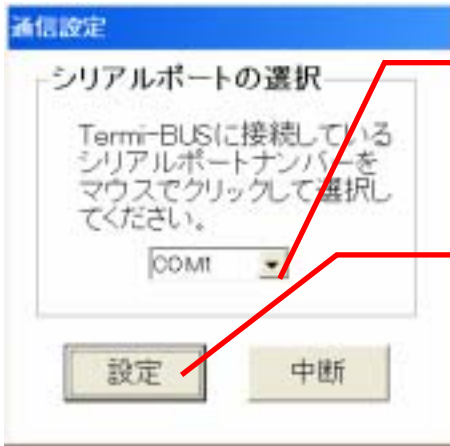 通信設定
シリアルポートの選択
Termi-BUSに接続している
シリアルポートナンバーを
マウスでクリックして選択し
てください。
COM1
設定
中断